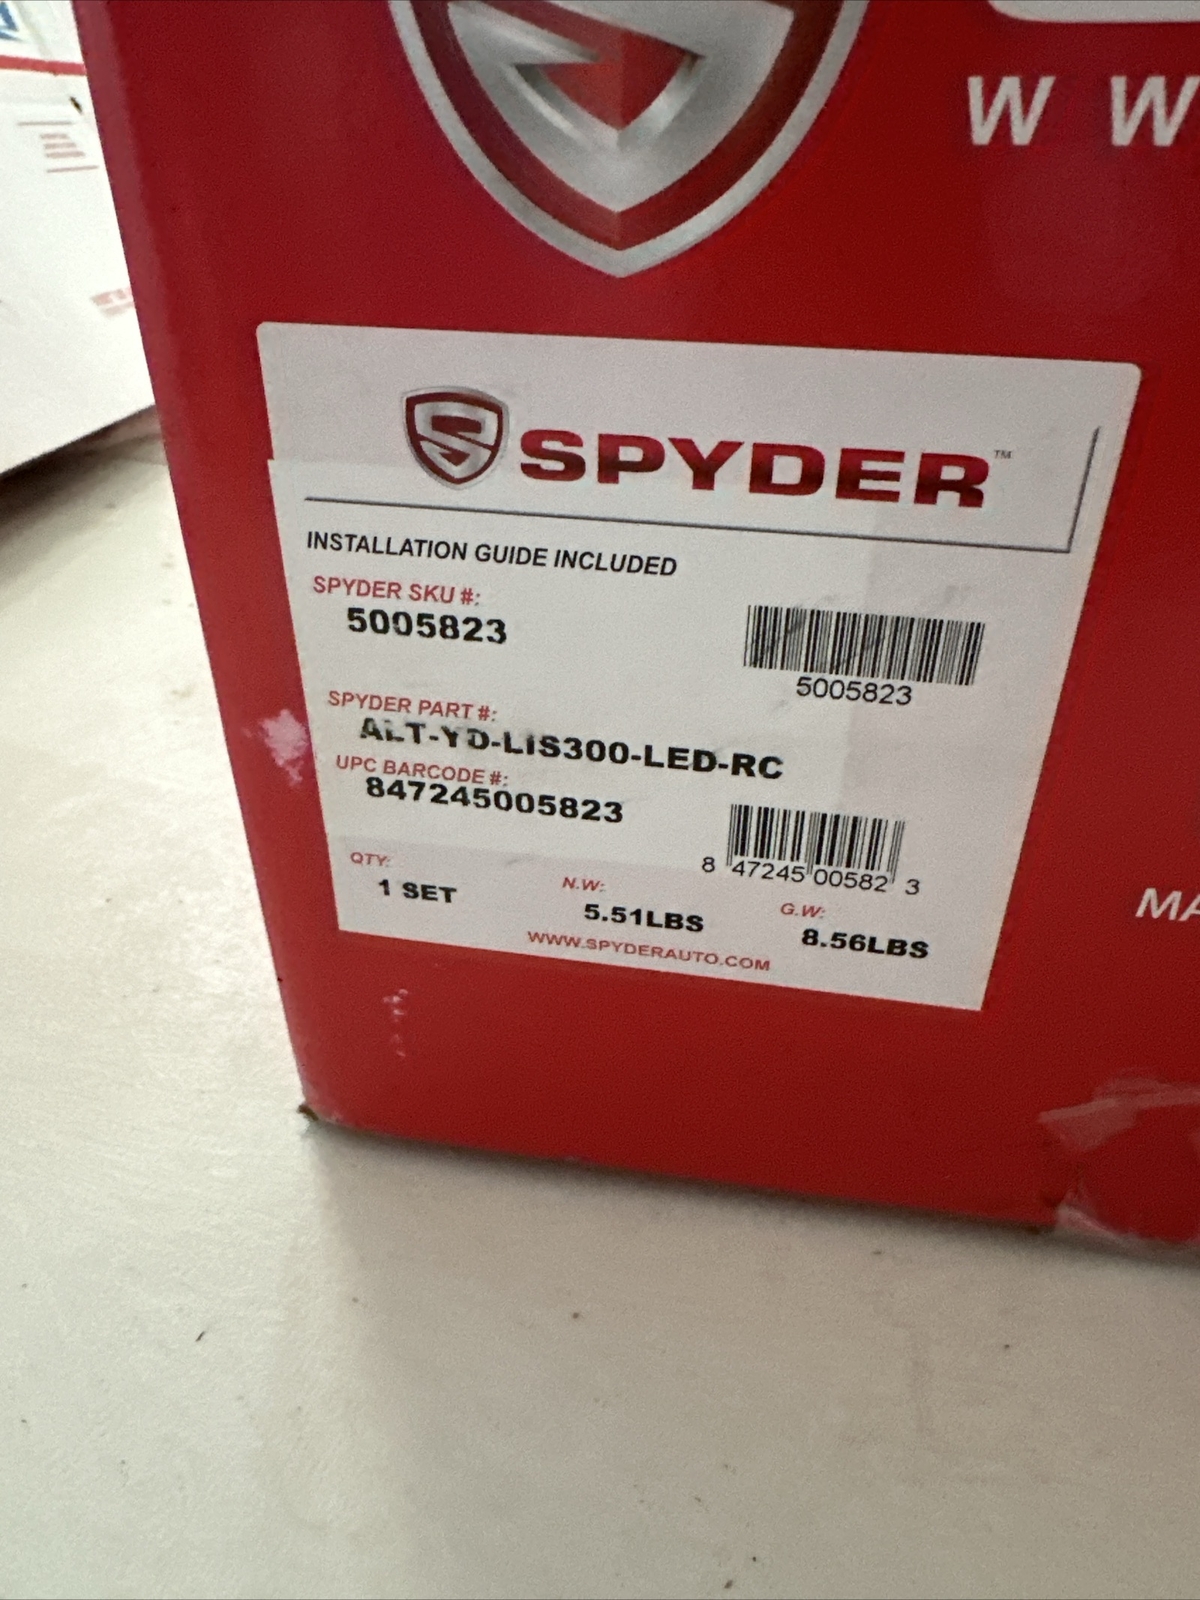 W W
SPYDER™
INSTALLATION GUIDE INCLUDED
SPYDER SKU #:
5005823
5005823
SPYDER PART #:
ALT-YD-LIS300-LED-RC
UPC BARCODE #:
847245005823
8 47245 00582 3
QTY:
1 SET
N.W:
5.51LBS
G.W:
8.56LBS
WWW.SPYDERAUTO.COM
MA